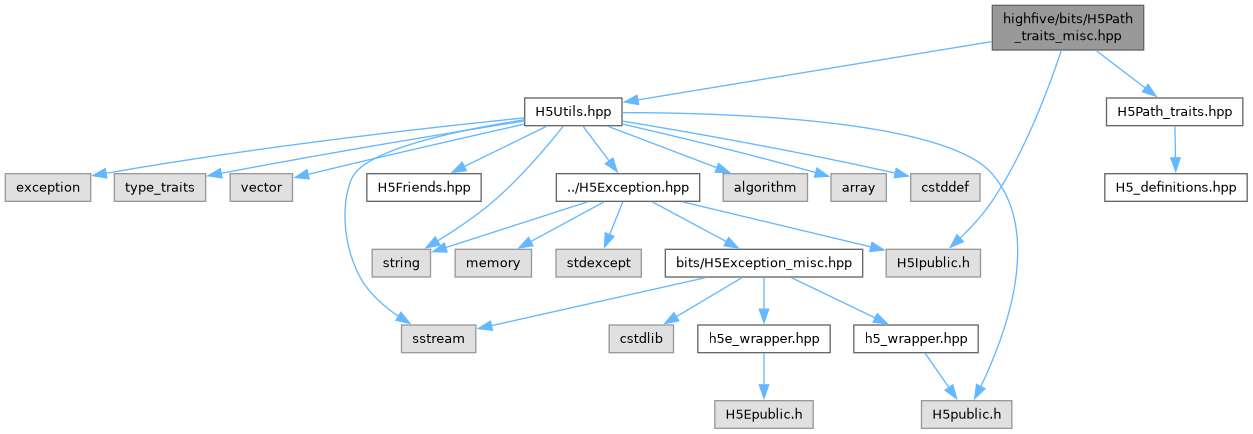 highfive/bits/H5Path
_traits_misc.hpp
H5Utils.hpp
H5Path_traits.hpp
exception
type_traits
vector
H5Friends.hpp
../H5Exception.hpp
algorithm
array
cstddef
H5_definitions.hpp
string
memory
stdexcept
bits/H5Exception_misc.hpp
H5Ipublic.h
sstream
cstdlib
h5e_wrapper.hpp
h5_wrapper.hpp
H5Epublic.h
H5public.h